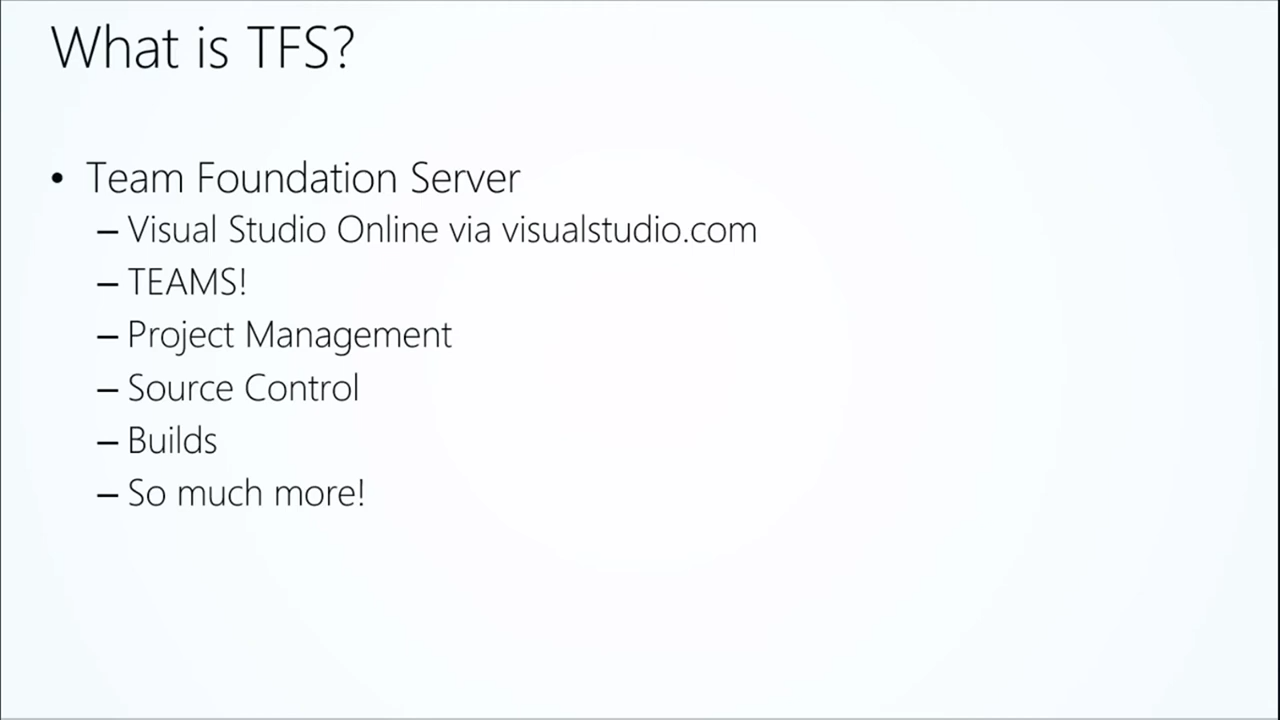 What is TFS?
• Team Foundation Server
– Visual Studio Online via visualstudio.com
– TEAMS!
– Project Management
– Source Control
– Builds
– So much more!